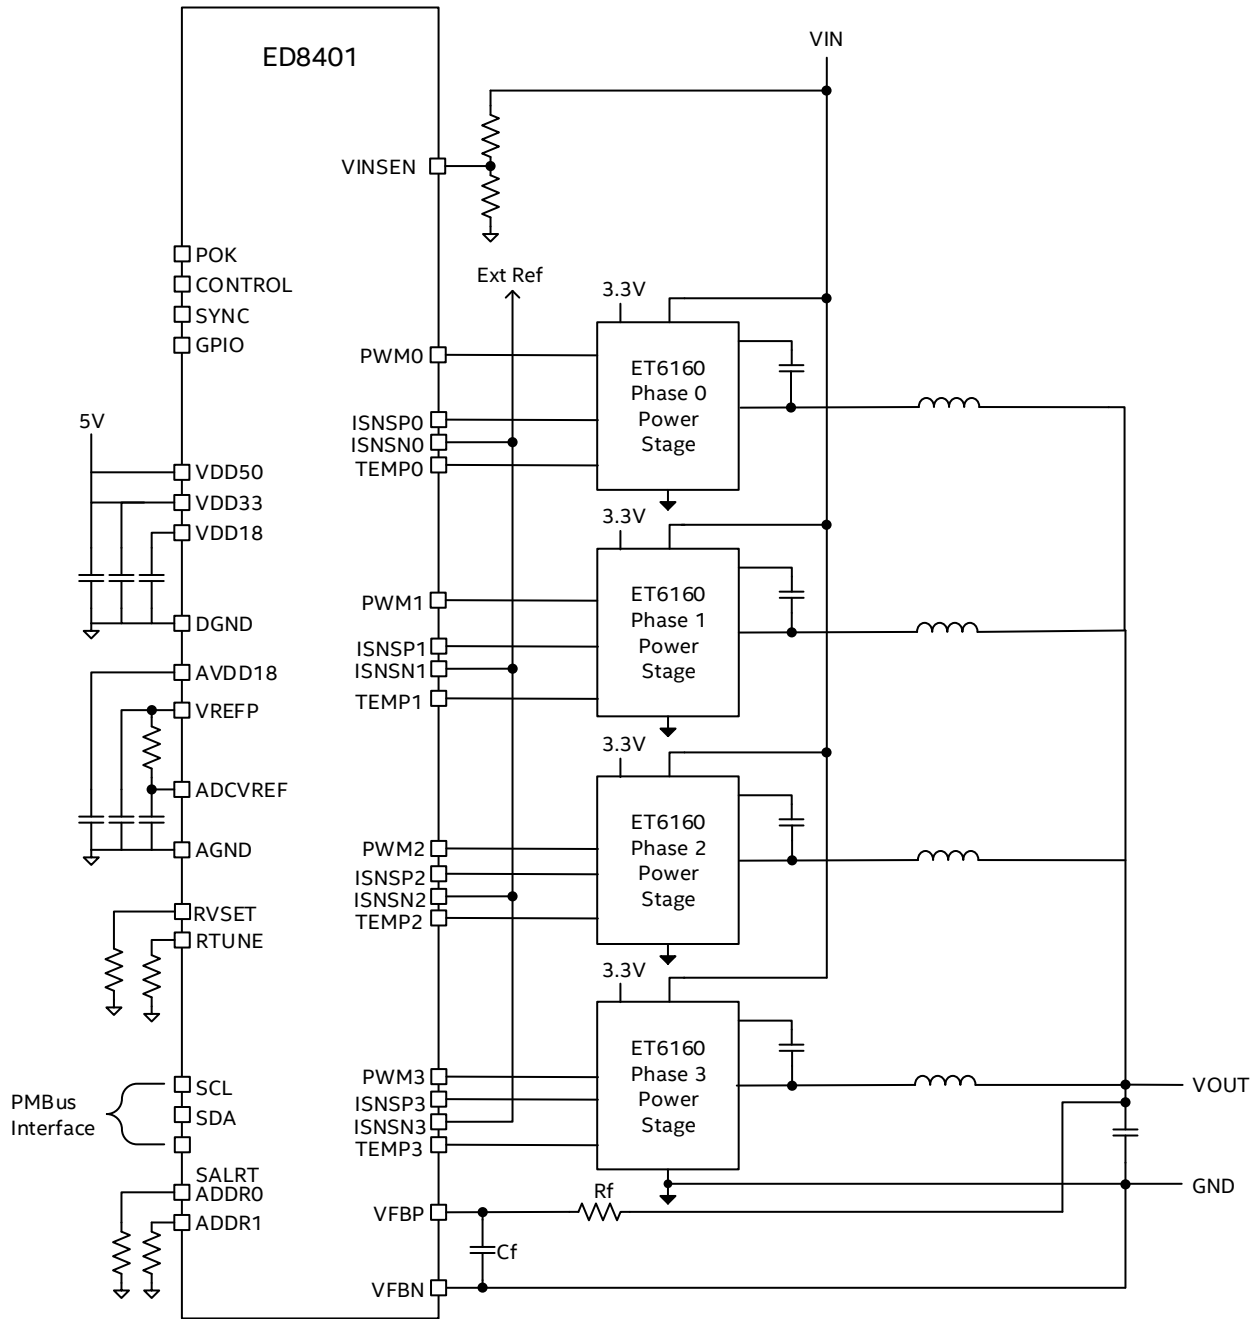 ED8401
VIN
VINSEN
POK
CONTROL
SYNC
GPIO
Ext Ref
3.3V
PWM0
ET6160
Phase 0
Power
Stage
ISNSP0
ISNSN0
TEMP0
5V
VDD50
VDD33
VDD18
3.3V
PWM1
ET6160
Phase 1
Power
Stage
DGND
ISNSP1
ISNSN1
TEMP1
AVDD18
VREFP
ADCVREF
3.3V
AGND
PWM2
ET6160
Phase 2
Power
Stage
ISNSP2
ISNSN2
TEMP2
RVSET
RTUNE
3.3V
PWM3
ET6160
Phase 3
Power
Stage
ISNSP3
ISNSN3
TEMP3
VOUT
PMBus
Interface
SCL
SDA
SALRT
ADDR0
ADDR1
GND
Rf
VFBP
Cf
VFBN